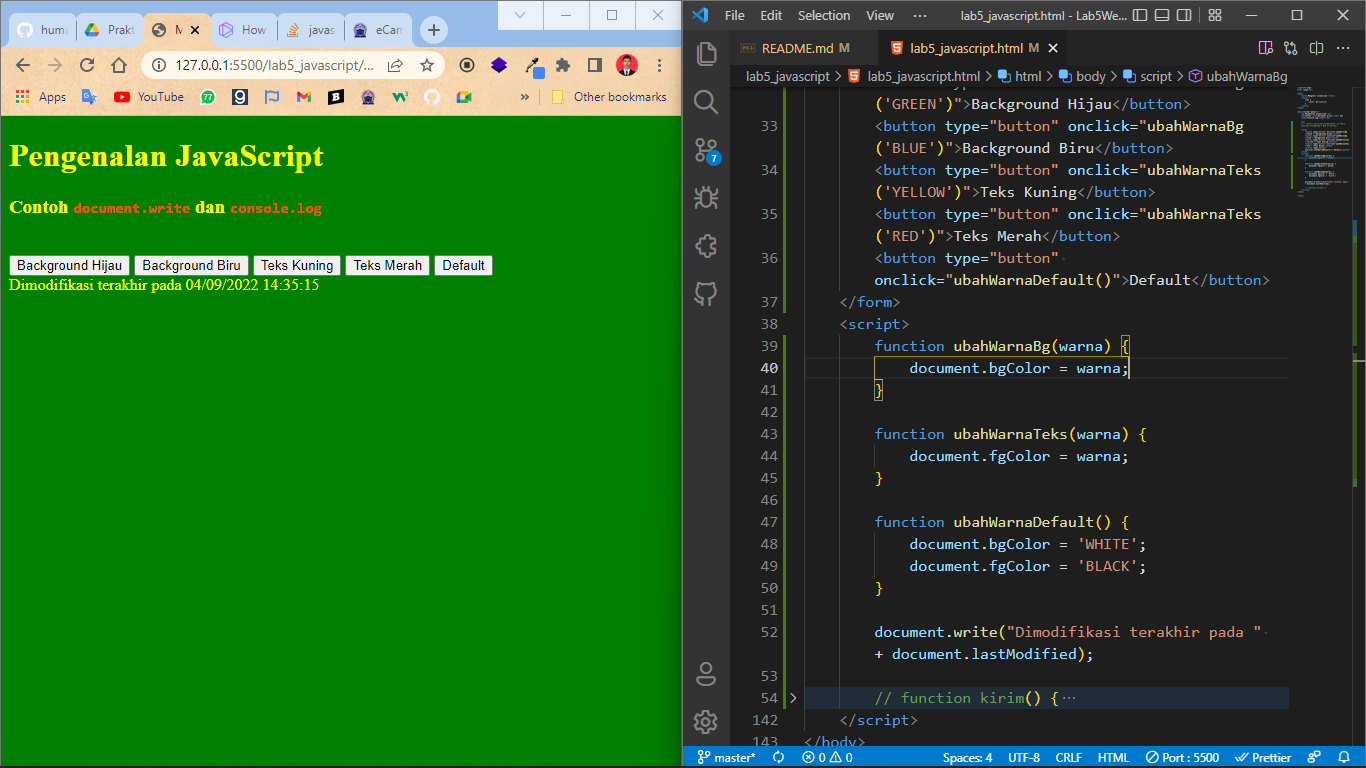 huma
Prakt
M
How
javas
eCam
127.0.0.1:5500/lab5_javascript/...
Apps
YouTube
»
Other bookmarks
Pengenalan JavaScript
Contoh document.write dan console.log
Background Hijau
Background Biru
Teks Kuning
Teks Merah
Default
Dimodifikasi terakhir pada 04/09/2022 14:35:15
File Edit Selection View ··· lab5_javascript.html - Lab5We...
README.md M
lab5_javascript.html M
lab5_javascript > lab5_javascript.html > html > body > script > ubahWarnaBg
('GREEN')">Background Hijau</button>
33 <button type="button" onclick="ubahWarnaBg
('BLUE')">Background Biru</button>
34 <button type="button" onclick="ubahWarnaTeks
('YELLOW')">Teks Kuning</button>
35 <button type="button" onclick="ubahWarnaTeks
('RED')">Teks Merah</button>
36 <button type="button"
onclick="ubahWarnaDefault()">Default</button>
37 </form>
38 <script>
39 function ubahWarnaBg(warna) {
40 document.bgColor = warna;
41 }
42
43 function ubahWarnaTeks(warna) {
44 document.fgColor = warna;
45 }
46
47 function ubahWarnaDefault() {
48 document.bgColor = 'WHITE';
49 document.fgColor = 'BLACK';
50 }
51
52 document.write("Dimodifikasi terakhir pada "
+ document.lastModified);
53
54 // function kirim() {···
142 </script>
143 </body>
7
master* 0 0 Spaces: 4 UTF-8 CRLF HTML Port : 5500 Prettier